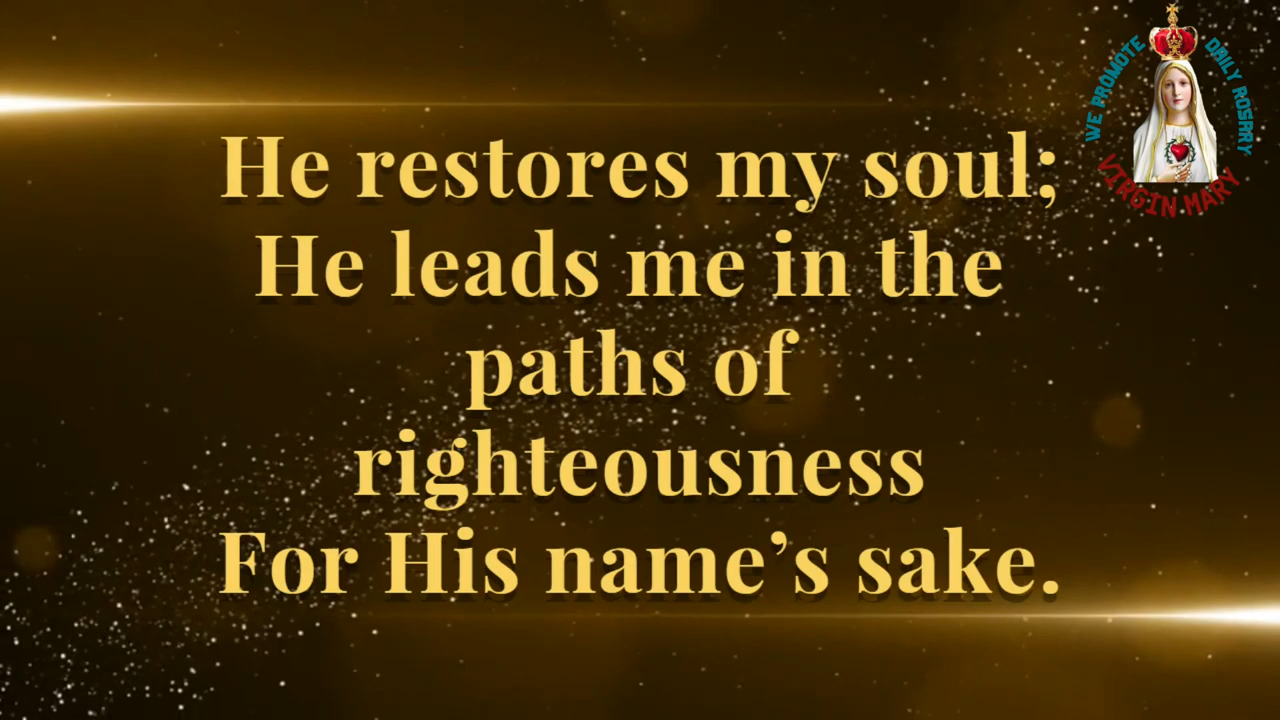 He restores my soul;
He leads me in the
paths of
righteousness
For His name’s sake.
WE PROMOTE DAILY ROSARY
VIRGIN MARY